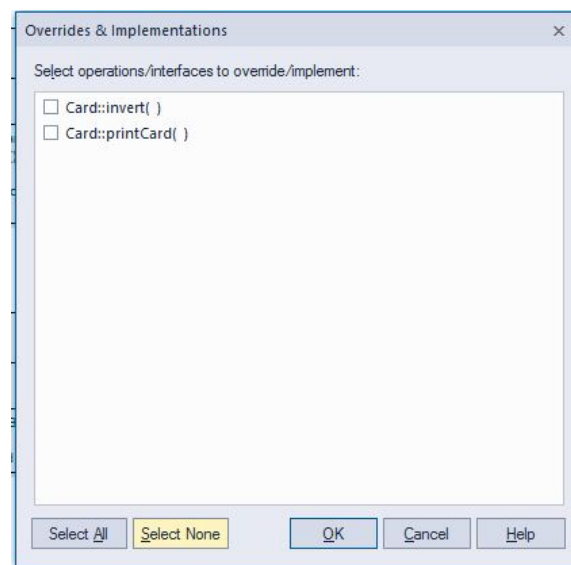 Overrides & Implementations
Select operations/interfaces to override/implement:
Card::invert( )
Card::printCard( )
Select All Select None OK Cancel Help